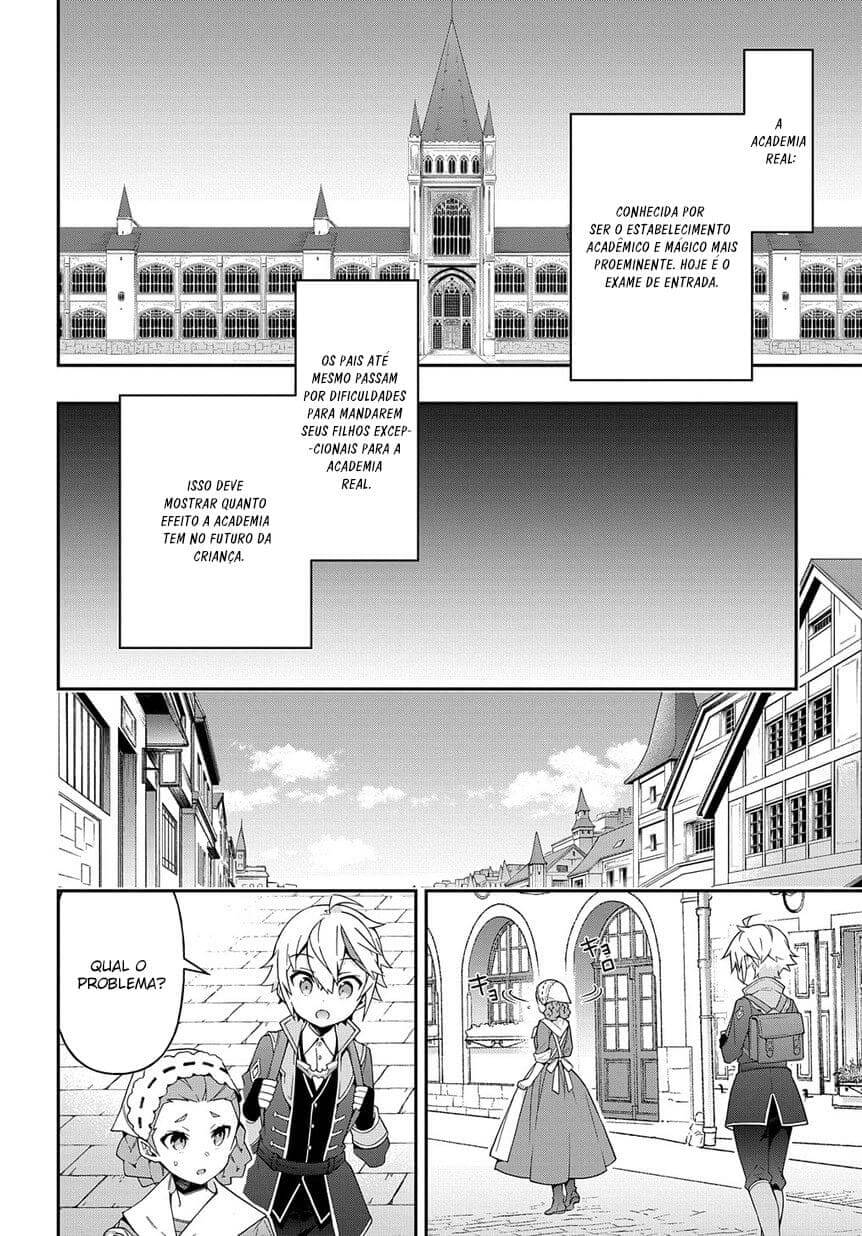 A
ACADEMIA
REAL:
CONHECIDA POR
SER O ESTABELECIMENTO
ACADÊMICO E MÁGICO MAIS
PROEMINENTE. HOJE É O
EXAME DE ENTRADA.
OS PAIS ATÉ
MESMO PASSAM
POR DIFICULDADES
PARA MANDAREM
SEUS FILHOS EXCEP-
-CIONAIS PARA A
ACADEMIA
REAL.
ISSO DEVE
MOSTRAR QUANTO
EFEITO A ACADEMIA
TEM NO FUTURO DA
CRIANÇA.
キョロ
キョロ
QUAL O
PROBLEMA?